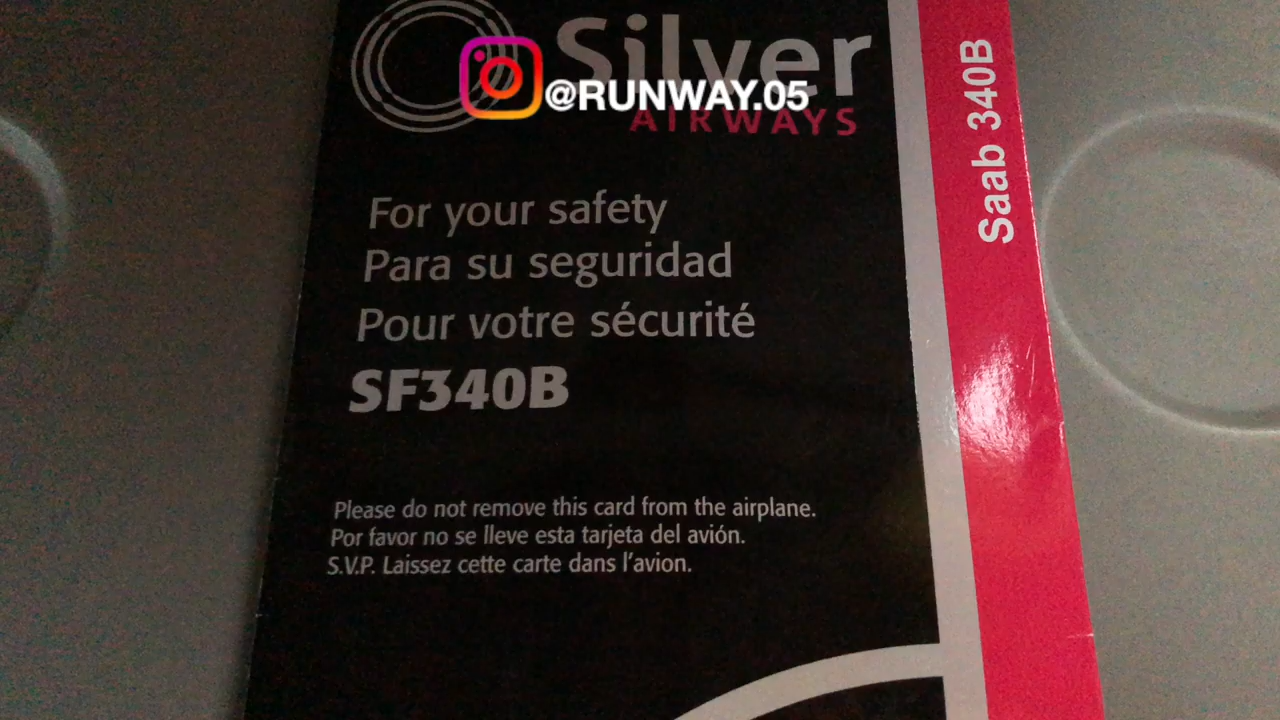 Silver
@RUNWAY.05
AIRWAYS
Saab 340B
For your safety
Para su seguridad
Pour votre sécurité
SF340B
Please do not remove this card from the airplane.
Por favor no se lleve esta tarjeta del avión.
S.V.P. Laissez cette carte dans l'avion.